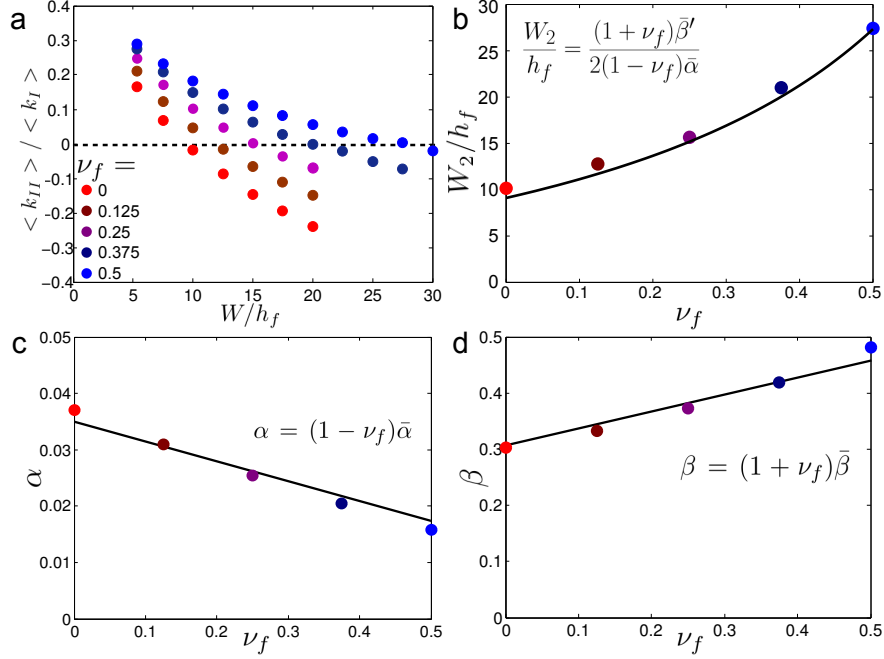 a
< k_{II} > / < k_I >
0.4
0.3
0.2
0.1
0
−0.1
−0.2
−0.3
−0.4
ν_f =
0
0.125
0.25
0.375
0.5
0 5 10 15 20 25 30
W/h_f
b
W_2/h_f
30
25
20
15
10
5
0
W_2/h_f = (1 + ν_f)β̄′ / 2(1 − ν_f)ᾱ
0 0.1 0.2 0.3 0.4 0.5
ν_f
c
α
0.05
0.04
0.03
0.02
0.01
0
α = (1 − ν_f)ᾱ
0 0.1 0.2 0.3 0.4 0.5
ν_f
d
β
0.5
0.4
0.3
0.2
0.1
0
β = (1 + ν_f)β̄
0 0.1 0.2 0.3 0.4 0.5
ν_f